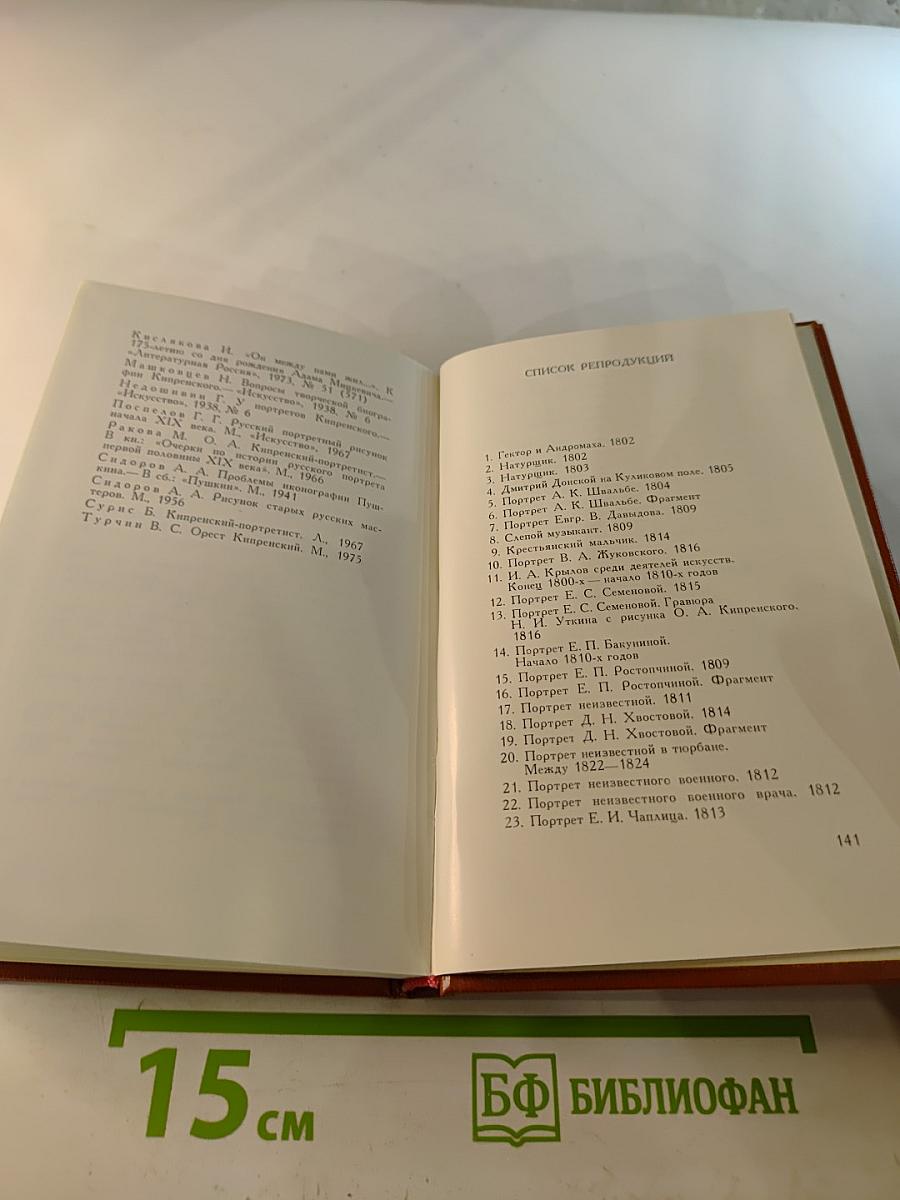 Кислякова И. «Он между нами жил...». К
175-летию со дня рождения Адама Мицкевича.—
«Литературная Россия», 1973, № 51 (571)
Машковцев Н. Вопросы творческой биогра-
фии Кипренского.— «Искусство», 1938, № 6
Недошивин Г. У портретов Кипренского.—
«Искусство», 1938, № 6
Поспелов Г. Г. Русский портретный рисунок
начала XIX века. М., «Искусство», 1967
Ракова М. О. А. Кипренский-портретист.—
В кн.: «Очерки по истории русского портрета
первой половины XIX века». М., 1966
Сидоров А. А. Проблемы иконографии Пуш-
кина.— В сб.: «Пушкин». М., 1941
Сидоров А. А. Рисунок старых русских мас-
теров. М., 1956
Сурис Б. Кипренский-портретист. Л., 1967
Турчин В. С. Орест Кипренский. М., 1975
СПИСОК РЕПРОДУКЦИЙ
1. Гектор и Андромаха. 1802
2. Натурщик. 1802
3. Натурщик. 1803
4. Дмитрий Донской на Куликовом поле. 1805
5. Портрет А. К. Швальбе. 1804
6. Портрет А. К. Швальбе. Фрагмент
7. Портрет Евгр. В. Давыдова. 1809
8. Слепой музыкант. 1809
9. Крестьянский мальчик. 1814
10. Портрет В. А. Жуковского. 1816
11. И. А. Крылов среди деятелей искусств.
Конец 1800-х — начало 1810-х годов
12. Портрет Е. С. Семеновой. 1815
13. Портрет Е. С. Семеновой. Гравюра
Н. И. Уткина с рисунка О. А. Кипренского.
1816
14. Портрет Е. П. Бакуниной.
Начало 1810-х годов
15. Портрет Е. П. Ростопчиной. 1809
16. Портрет Е. П. Ростопчиной. Фрагмент
17. Портрет неизвестной. 1811
18. Портрет Д. Н. Хвостовой. 1814
19. Портрет Д. Н. Хвостовой. Фрагмент
20. Портрет неизвестной в тюрбане.
Между 1822—1824
21. Портрет неизвестного военного. 1812
22. Портрет неизвестного военного врача. 1812
23. Портрет Е. И. Чаплица. 1813
141
15 см
БФ БИБЛИОФАН